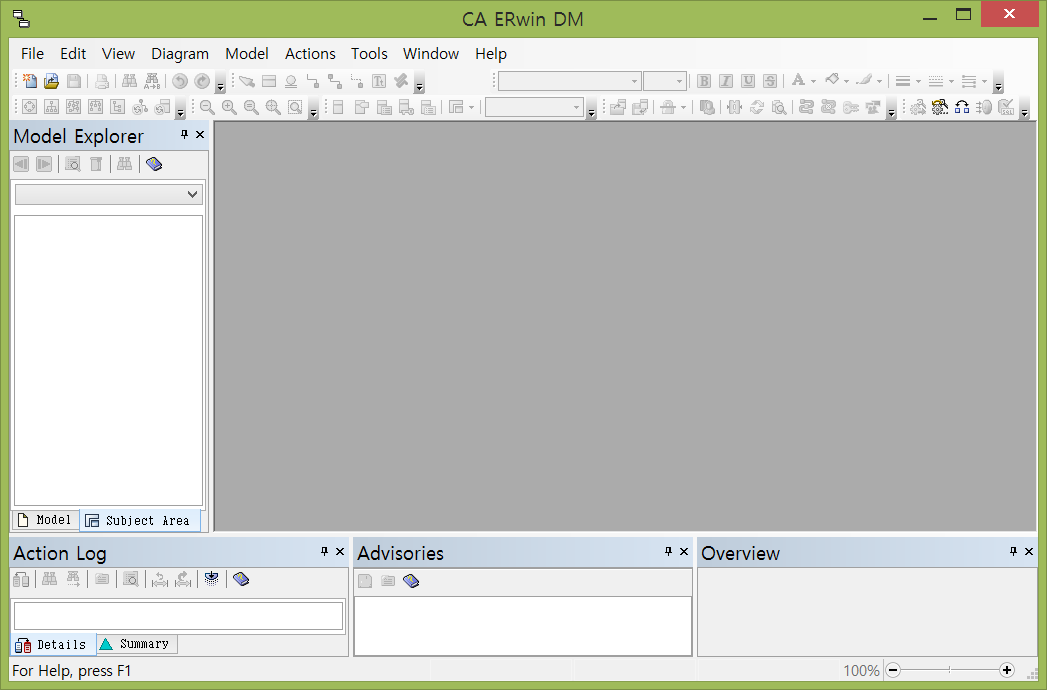 CA ERwin DM
File Edit View Diagram Model Actions Tools Window Help
Model Explorer
Model Subject Area
Action Log
Details Summary
Advisories
Overview
For Help, press F1
100%